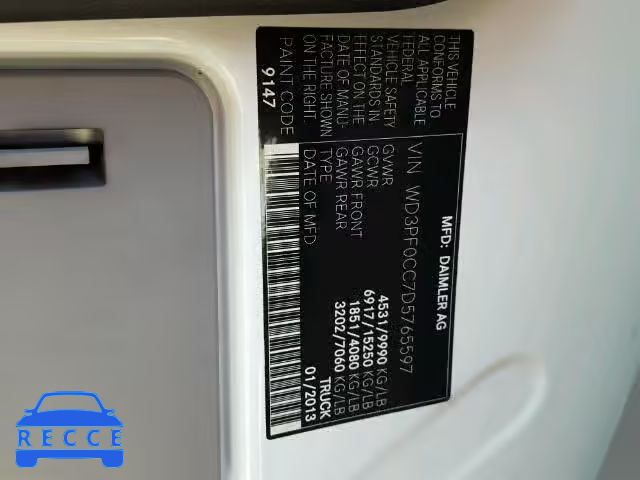 MFD: DAIMLER AG
VIN WD3PF0CC7D5765597
THIS VEHICLE
CONFORMS TO
ALL APPLICABLE
FEDERAL
VEHICLE SAFETY
STANDARDS IN
EFFECT ON THE
DATE OF MANU-
FACTURE SHOWN
ON THE RIGHT.
GVWR 4531/9990 KG/LB
GCWR 6917/15250 KG/LB
GAWR FRONT 1851/4080 KG/LB
GAWR REAR 3202/7060 KG/LB
TYPE TRUCK
DATE OF MFD 01/2013
PAINT CODE
9147
RECCE